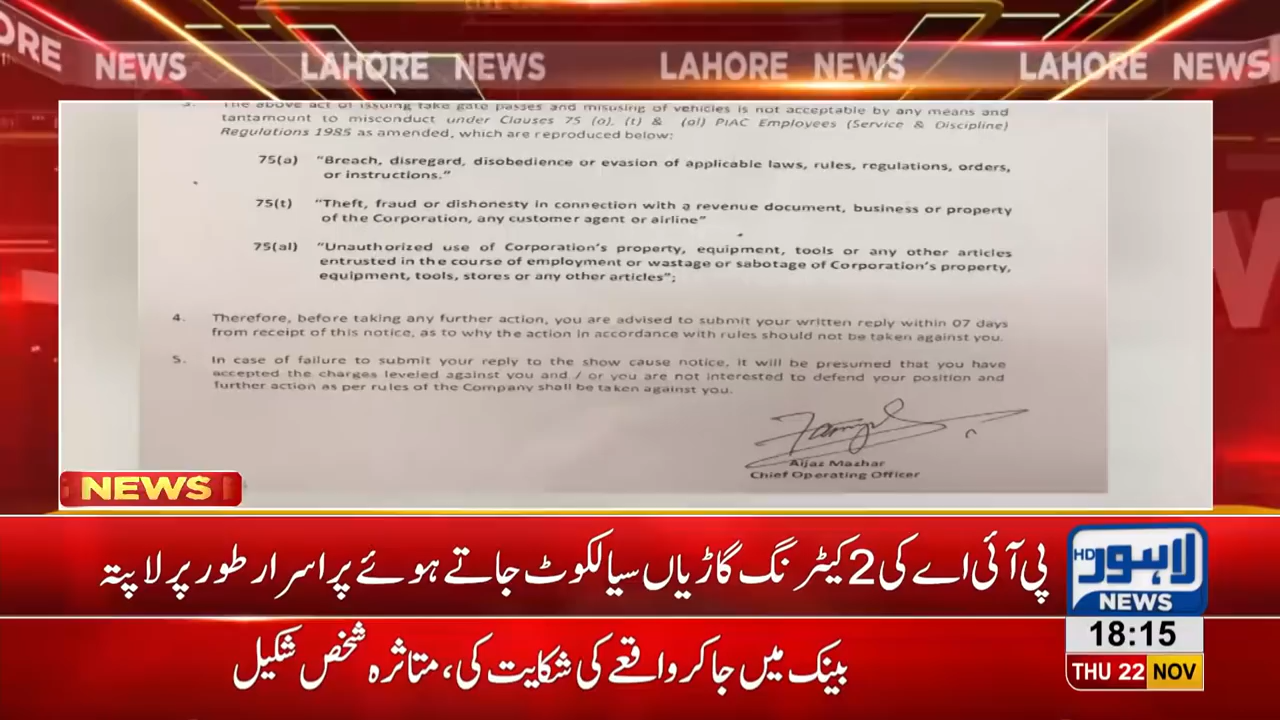 ORE NEWS LAHORE NEWS LAHORE NEWS LAHORE NEWS
3. The above act of issuing fake gate passes and misusing of vehicles is not acceptable by any means and
tantamount to misconduct under Clauses 75 (a), (t) & (al) PIAC Employees (Service & Discipline)
Regulations 1985 as amended, which are reproduced below:
75(a) "Breach, disregard, disobedience or evasion of applicable laws, rules, regulations, orders,
or instructions."
75(t) "Theft, fraud or dishonesty in connection with a revenue document, business or property
of the Corporation, any customer agent or airline"
75(al) "Unauthorized use of Corporation's property, equipment, tools or any other articles
entrusted in the course of employment or wastage or sabotage of Corporation's property,
equipment, tools, stores or any other articles";
4. Therefore, before taking any further action, you are advised to submit your written reply within 07 days
from receipt of this notice, as to why the action in accordance with rules should not be taken against you.
5. In case of failure to submit your reply to the show cause notice, it will be presumed that you have
accepted the charges leveled against you and / or you are not interested to defend your position and
further action as per rules of the Company shall be taken against you.
Aijaz Mazhar
Chief Operating Officer
NEWS
پی آئی اے کی 2 کیٹرنگ گاڑیاں سیالکوٹ جاتے ہوئے پراسرار طور پر لاپتہ
HD لاہور
NEWS
18:15
THU 22 NOV
بینک میں جا کر واقعے کی شکایت کی، متاثرہ شخص شکیل